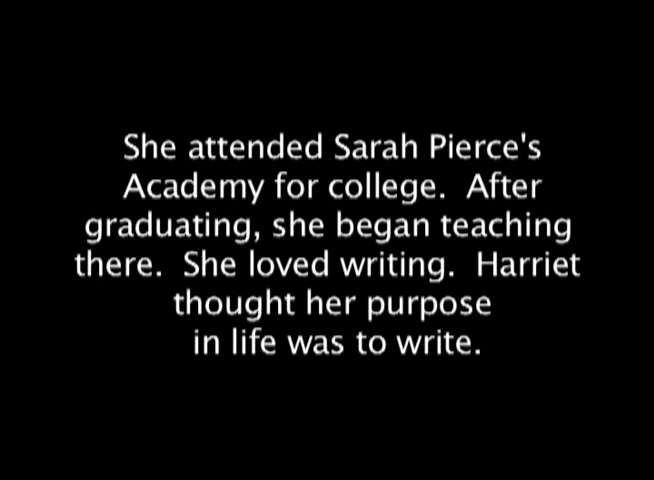 She attended Sarah Pierce's
Academy for college.  After
graduating, she began teaching
there.  She loved writing.  Harriet
thought her purpose
in life was to write.